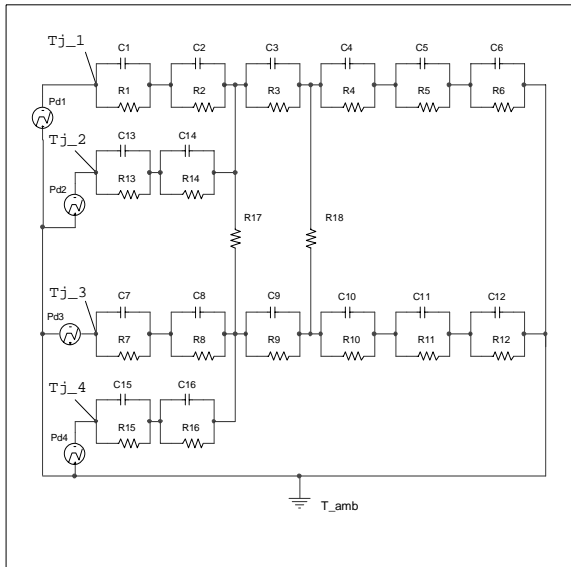 Tj_1
C1 C2 C3 C4 C5 C6
R1 R2 R3 R4 R5 R6
Pd1
Tj_2
C13 C14
R13 R14
Pd2
R17 R18
Tj_3
C7 C8 C9 C10 C11 C12
Pd3
R7 R8 R9 R10 R11 R12
Tj_4
C15 C16
R15 R16
Pd4
T_amb